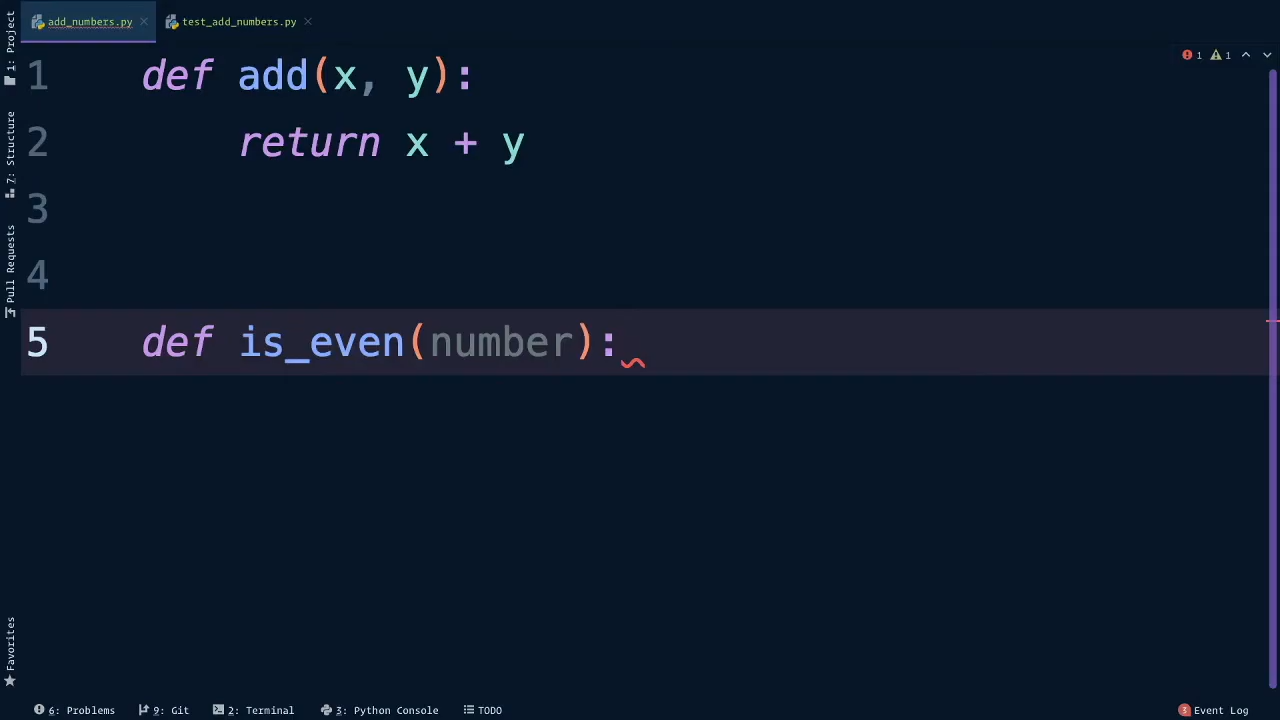 add_numbers.py
test_add_numbers.py
1: Project
7: Structure
Pull Requests
Favorites
1 1
1 def add(x, y):
2 return x + y
3
4
5 def is_even(number):
6: Problems 9: Git 2: Terminal 3: Python Console TODO 3 Event Log